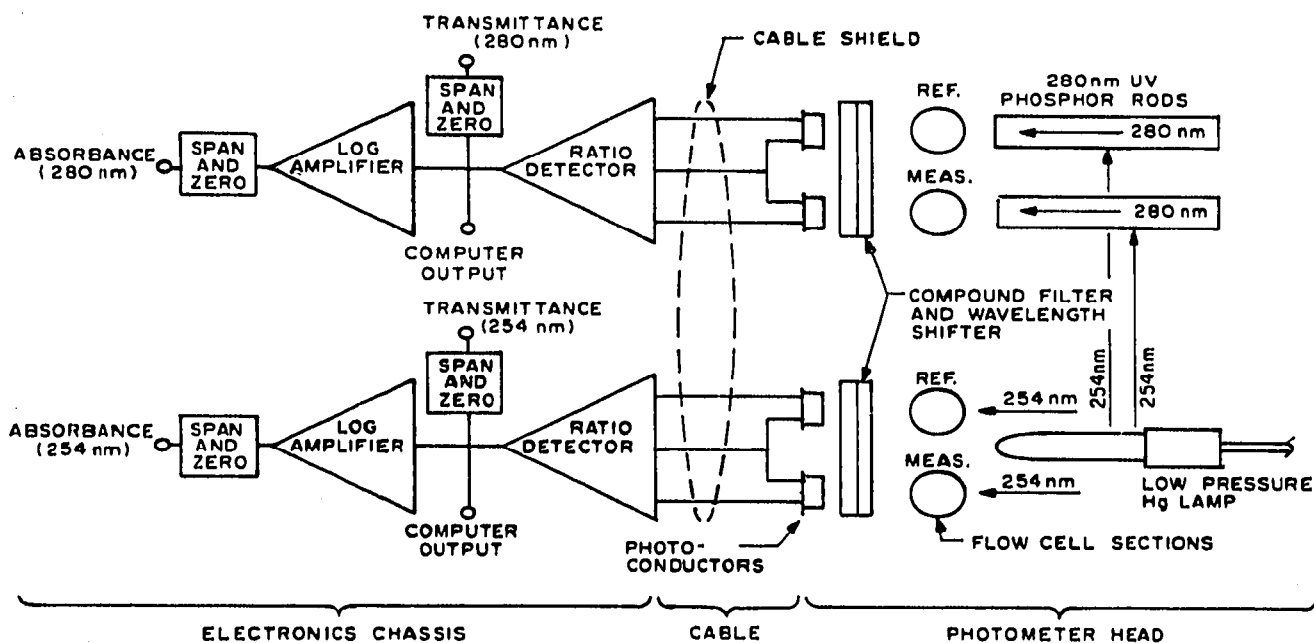 TRANSMITTANCE
(280nm)
CABLE SHIELD
SPAN
AND
ZERO
REF.
280nm UV
PHOSPHOR RODS
280 nm
ABSORBANCE
(280 nm)
SPAN
AND
ZERO
LOG
AMPLIFIER
RATIO
DETECTOR
MEAS.
280 nm
COMPUTER
OUTPUT
TRANSMITTANCE
(254 nm)
COMPOUND FILTER
AND WAVELENGTH
SHIFTER
254nm
254nm
SPAN
AND
ZERO
REF.
254 nm
ABSORBANCE
(254 nm)
SPAN
AND
ZERO
LOG
AMPLIFIER
RATIO
DETECTOR
MEAS.
254 nm
LOW PRESSURE
Hg LAMP
COMPUTER
OUTPUT
PHOTO-
CONDUCTORS
FLOW CELL SECTIONS
ELECTRONICS CHASSIS
CABLE
PHOTOMETER HEAD